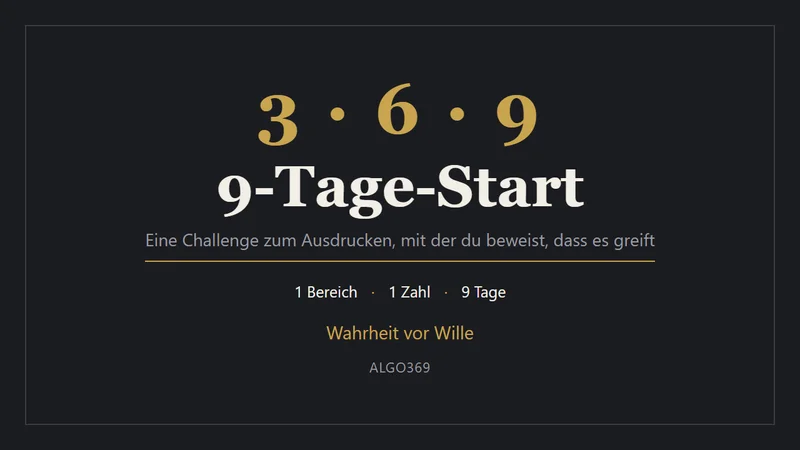 3 · 6 · 9
9-Tage-Start
Eine Challenge zum Ausdrucken, mit der du beweist, dass es greift
1 Bereich · 1 Zahl · 9 Tage
Wahrheit vor Wille
ALGO369